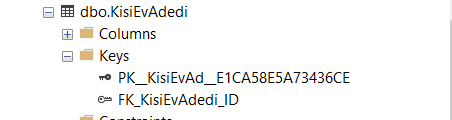 dbo.KisiEvAdedi
Columns
Keys
PK__KisiEvAd__E1CA58E5A73436CE
FK_KisiEvAdedi_ID